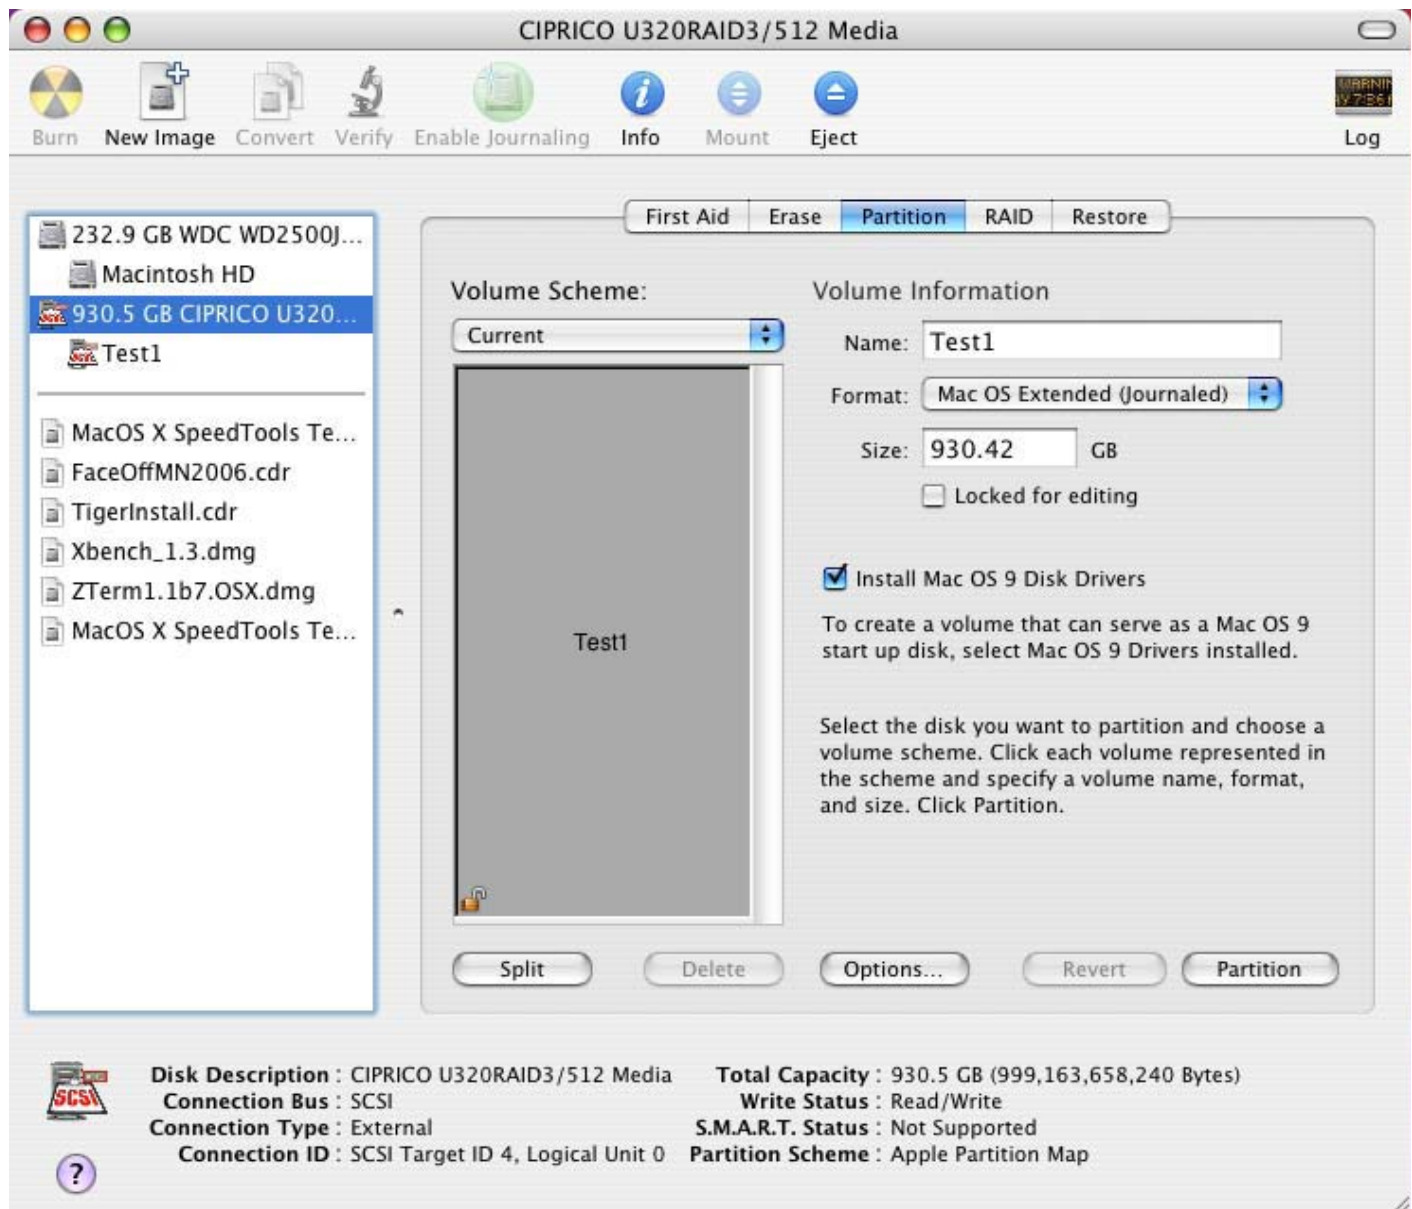 CIPRICO U320RAID3/512 Media
Burn
New Image
Convert
Verify
Enable Journaling
Info
Mount
Eject
Log
232.9 GB WDC WD2500J...
Macintosh HD
930.5 GB CIPRICO U320...
Test1
MacOS X SpeedTools Te...
FaceOffMN2006.cdr
TigerInstall.cdr
Xbench_1.3.dmg
ZTerm1.1b7.OSX.dmg
MacOS X SpeedTools Te...
First Aid
Erase
Partition
RAID
Restore
Volume Scheme:
Current
Test1
Volume Information
Name: Test1
Format: Mac OS Extended (Journaled)
Size: 930.42 GB
Locked for editing
Install Mac OS 9 Disk Drivers
To create a volume that can serve as a Mac OS 9
start up disk, select Mac OS 9 Drivers installed.
Select the disk you want to partition and choose a
volume scheme. Click each volume represented in
the scheme and specify a volume name, format,
and size. Click Partition.
Split
Delete
Options...
Revert
Partition
SCSI
Disk Description : CIPRICO U320RAID3/512 Media
Connection Bus : SCSI
Connection Type : External
Connection ID : SCSI Target ID 4, Logical Unit 0
Total Capacity : 930.5 GB (999,163,658,240 Bytes)
Write Status : Read/Write
S.M.A.R.T. Status : Not Supported
Partition Scheme : Apple Partition Map
?